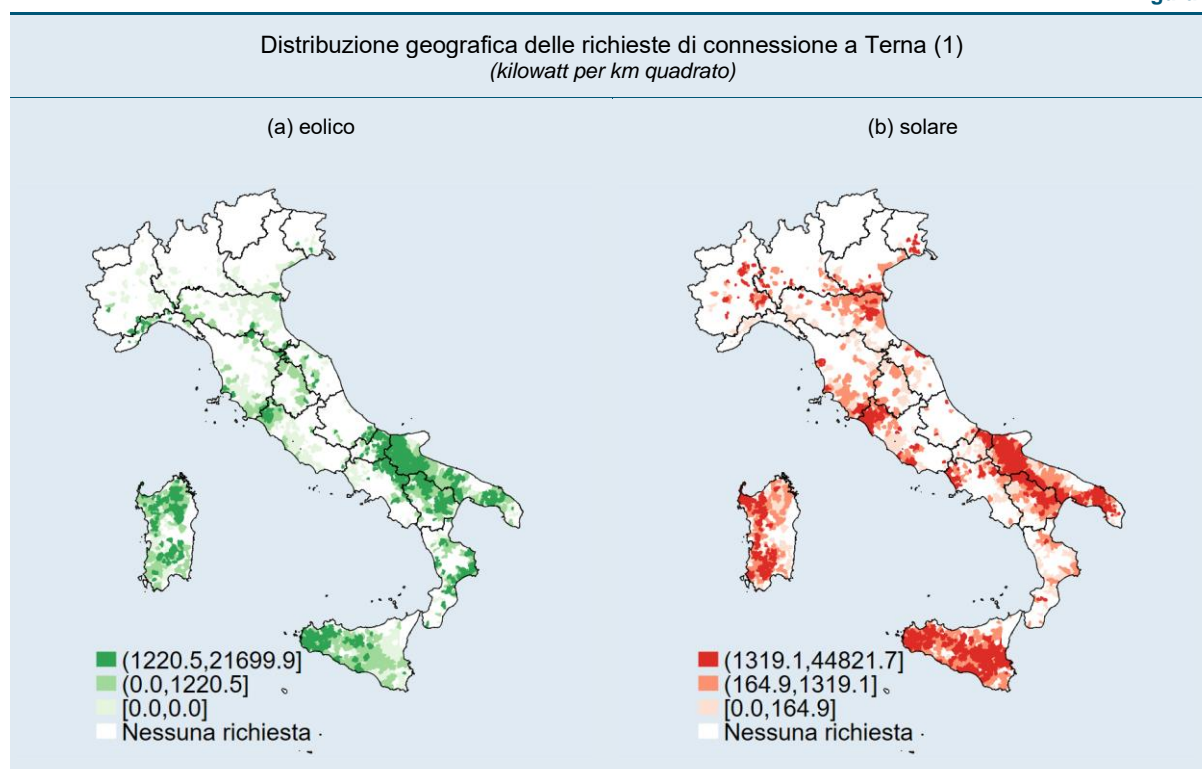 Distribuzione geografica delle richieste di connessione a Terna (1)
(kilowatt per km quadrato)
(a) eolico
(b) solare
(1220.5,21699.9]
(0.0,1220.5]
[0.0,0.0]
Nessuna richiesta
(1319.1,44821.7]
(164.9,1319.1]
[0.0,164.9]
Nessuna richiesta